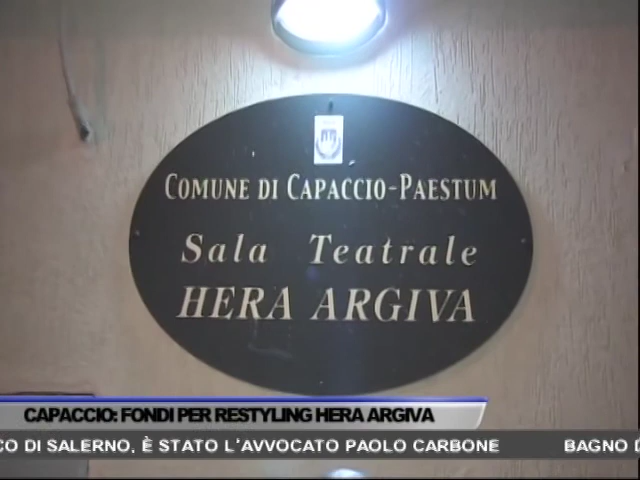 COMUNE DI CAPACCIO-PAESTUM
Sala Teatrale
HERA ARGIVA
CAPACCIO: FONDI PER RESTYLING HERA ARGIVA
DI SALERNO, È STATO L'AVVOCATO PAOLO CARBONE BAGNO